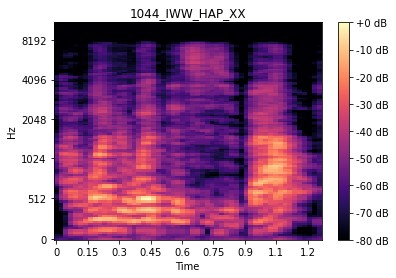 1044_IWW_HAP_XX
+0 dB
8192
-10 dB
4096
-20 dB
-30 dB
2048
Hz
-40 dB
1024
-50 dB
512
-60 dB
-70 dB
0
-80 dB
0 0.15 0.3 0.45 0.6 0.75 0.9 1.1 1.2
Time